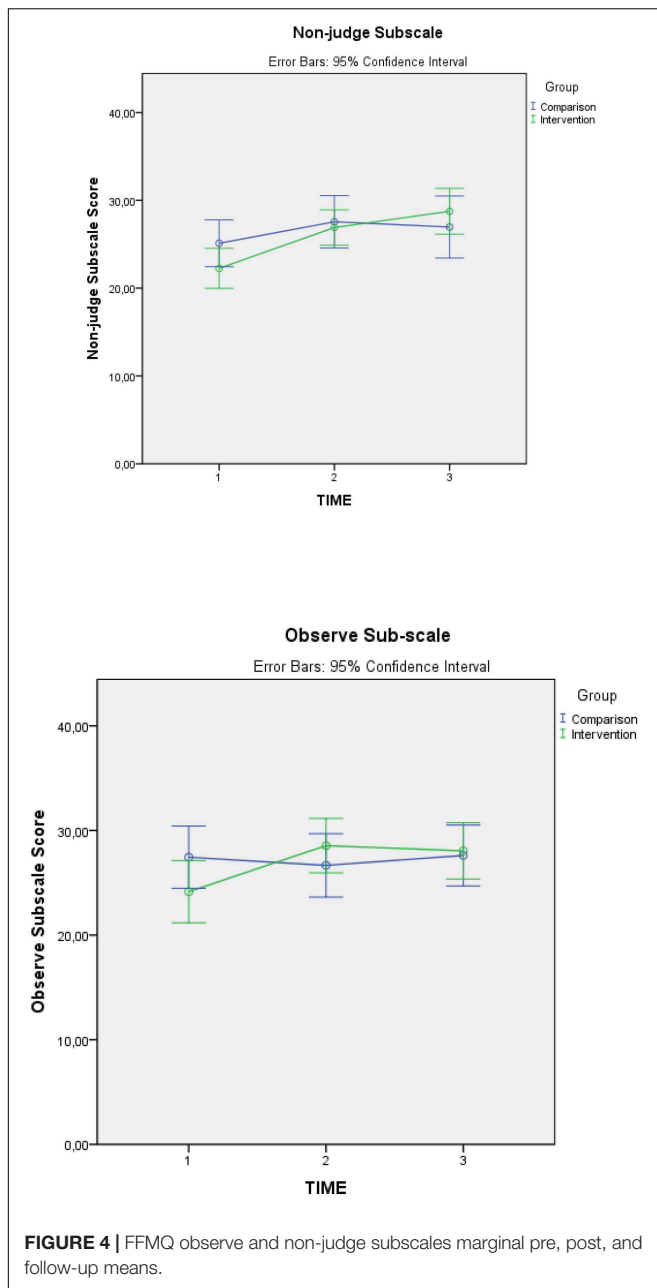 Non-judge Subscale
Error Bars: 95% Confidence Interval
Group
Comparison
Intervention
40,00
30,00
20,00
10,00
0,00
Non-judge Subscale Score
1 2 3
TIME
Observe Sub-scale
Error Bars: 95% Confidence Interval
Group
Comparison
Intervention
40,00
30,00
20,00
10,00
0,00
Observe Subscale Score
1 2 3
TIME
FIGURE 4 | FFMQ observe and non-judge subscales marginal pre, post, and
follow-up means.